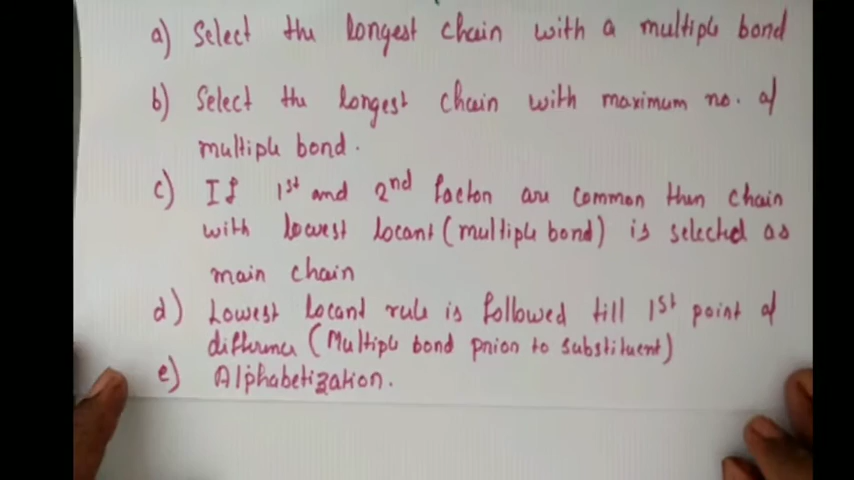 a) Select the longest chain with a multiple bond
b) Select the longest chain with maximum no. of
multiple bond.
c) If 1st and 2nd factor are common then chain
with lowest locant (multiple bond) is selected as
main chain
d) Lowest locant rule is followed till 1st point of
difference (Multiple bond prior to substituent)
e) Alphabetization.